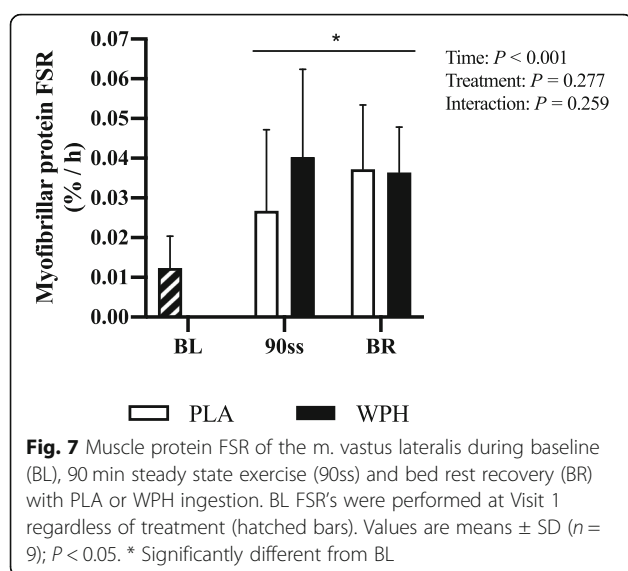 0.07
0.06
0.05
0.04
0.03
0.02
0.01
0.00
Myofibrillar protein FSR
(% / h)
*
Time: P < 0.001
Treatment: P = 0.277
Interaction: P = 0.259
BL 90ss BR
PLA WPH
Fig. 7 Muscle protein FSR of the m. vastus lateralis during baseline
(BL), 90 min steady state exercise (90ss) and bed rest recovery (BR)
with PLA or WPH ingestion. BL FSR's were performed at Visit 1
regardless of treatment (hatched bars). Values are means ± SD (n =
9); P < 0.05. * Significantly different from BL